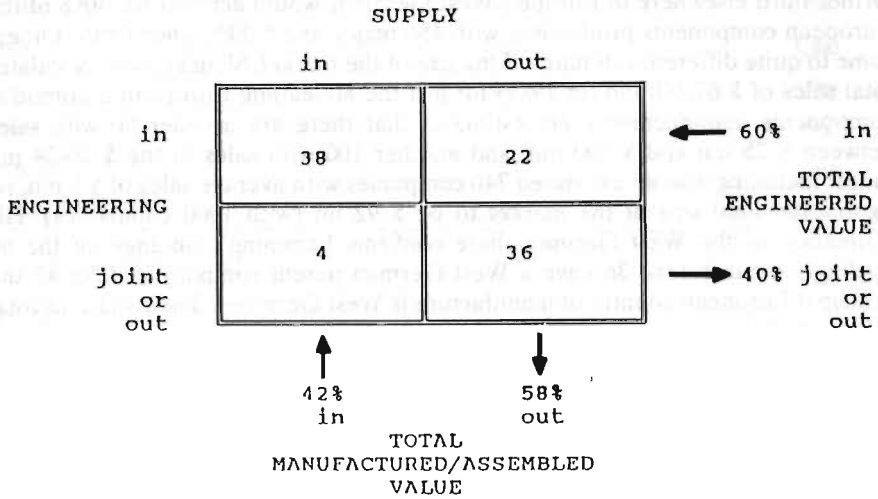 SUPPLY
in out
in 38 22 60% in
TOTAL
ENGINEERING ENGINEERED
VALUE
joint 4 36 40% joint
or or
out out
42% 58%
in out
TOTAL
MANUFACTURED/ASSEMBLED
VALUE